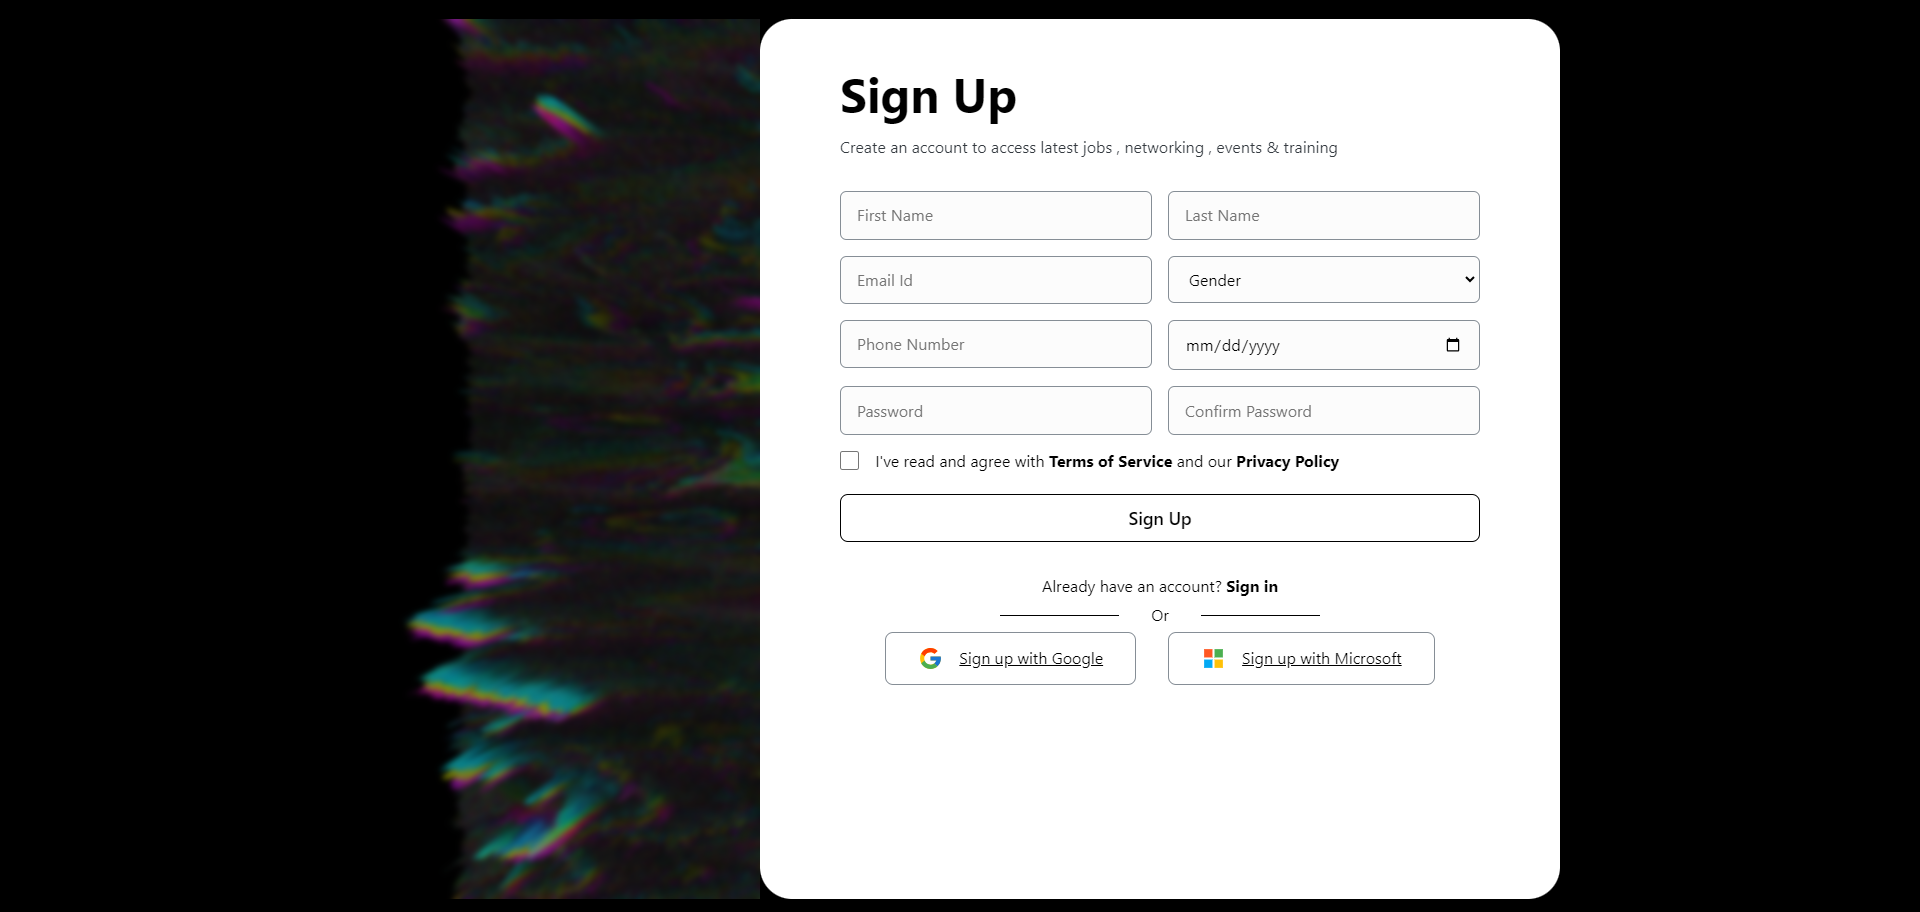 Sign Up
Create an account to access latest jobs , networking , events & training
First Name
Last Name
Email Id
Gender
Phone Number
mm/dd/yyyy
Password
Confirm Password
I've read and agree with Terms of Service and our Privacy Policy
Sign Up
Already have an account? Sign in
Or
Sign up with Google
Sign up with Microsoft